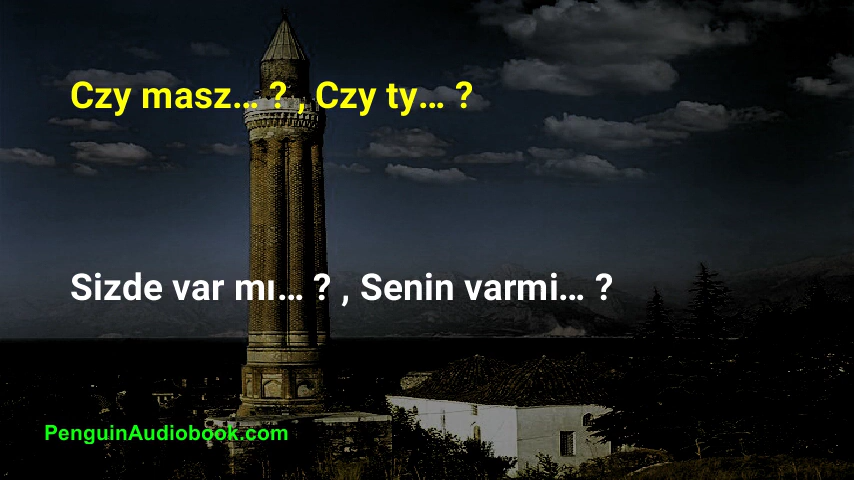 Czy masz... ? , Czy ty... ?
Sizde var mı... ? , Senin varmi... ?
PenguinAudiobook.com